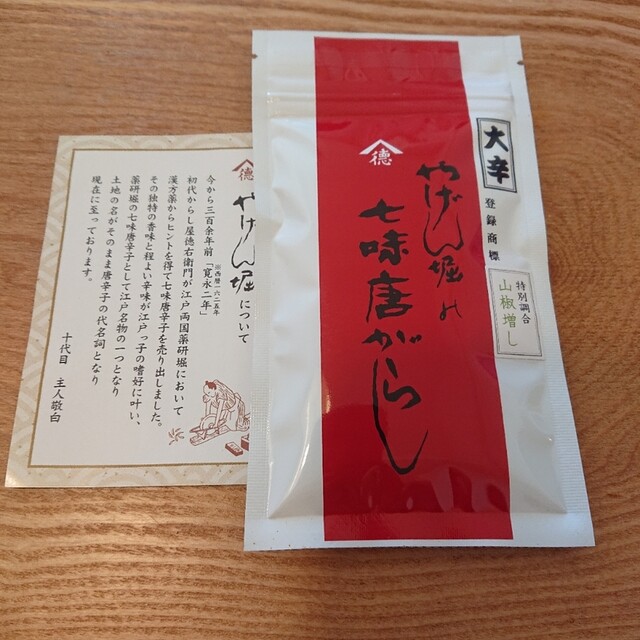 大辛
登録商標
特別調合
山椒増し
徳
やげん堀の
七味唐がらし
徳
やげん堀について
今から三百余年前「寛永二年」
※西暦一六二五年
初代からし屋徳右衛門が江戸両国薬研堀において
漢方薬からヒントを得て七味唐辛子を売り出しました。
その独特の香味と程よい辛味が江戸っ子の嗜好に叶い、
薬研堀の七味唐辛子として江戸名物の一つとなり
土地の名がそのまま唐辛子の代名詞となり
現在に至っております。
十代目 主人敬白